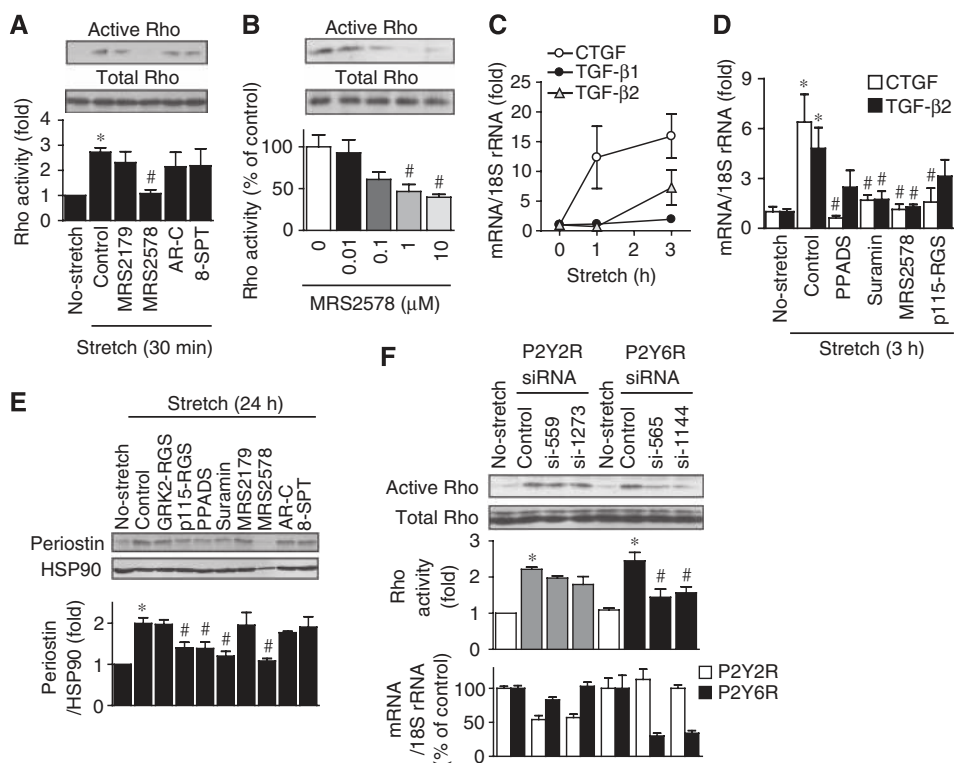 A
Active Rho
Total Rho
Rho activity (fold)
4
3
2
1
0
*
#
No-stretch
Control
MRS2179
MRS2578
AR-C
8-SPT
Stretch (30 min)
B
Active Rho
Total Rho
Rho activity (% of control)
100
50
0
#
#
0
0.01
0.1
1
10
MRS2578 (μM)
C
CTGF
TGF-β1
TGF-β2
mRNA/18S rRNA (fold)
25
20
15
10
5
0
0
1
2
3
Stretch (h)
D
CTGF
TGF-β2
mRNA/18S rRNA (fold)
8
6
4
2
0
*
*
#
# #
# #
#
No-stretch
Control
PPADS
Suramin
MRS2578
p115-RGS
Stretch (3 h)
E
Stretch (24 h)
No-stretch
Control
GRK2-RGS
p115-RGS
PPADS
Suramin
MRS2179
MRS2578
AR-C
8-SPT
Periostin
HSP90
Periostin
/HSP90 (fold)
2
1
0
*
#
#
#
#
F
P2Y2R
siRNA
P2Y6R
siRNA
No-stretch
Control
si-559
si-1273
No-stretch
Control
si-565
si-1144
Active Rho
Total Rho
Rho
activity
(fold)
3
2
1
0
*
*
#
#
P2Y2R
P2Y6R
mRNA
/18S rRNA
(% of control)
100
50
0